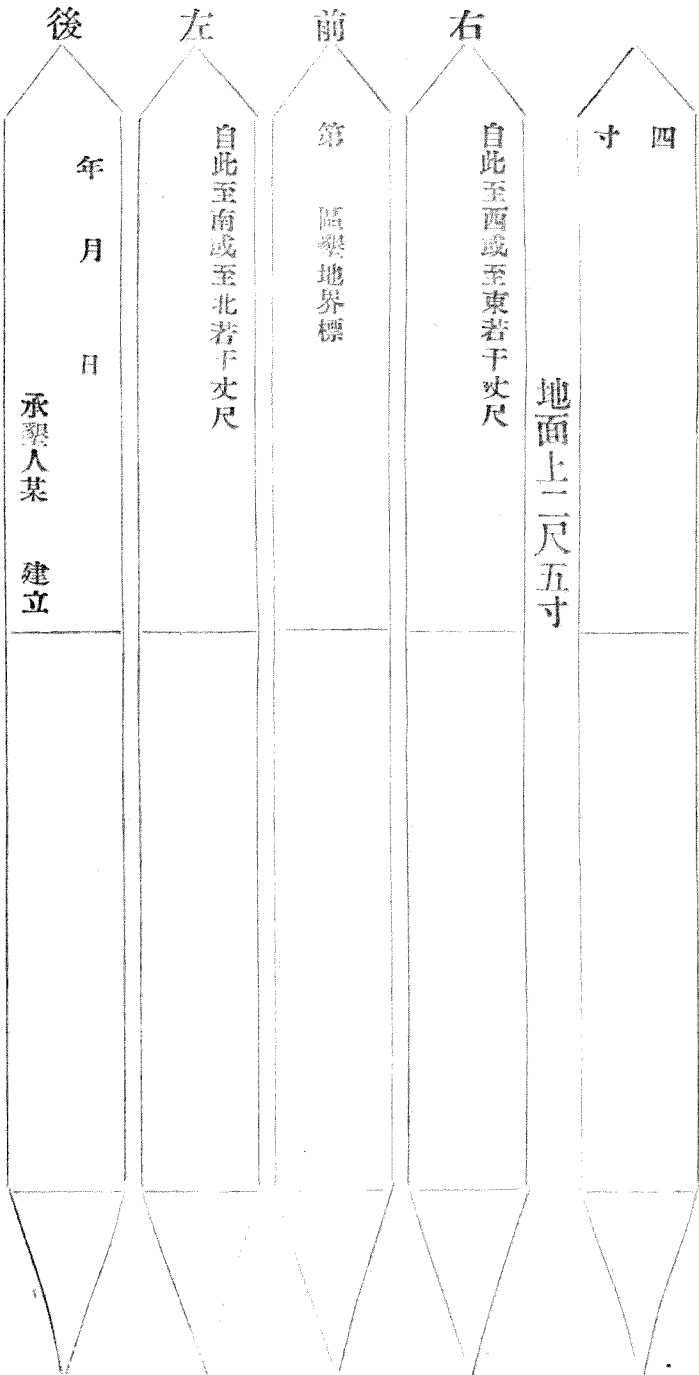 四寸
地面上二尺五寸
右
自此至西或至東若干丈尺
前
第　區墾地界標
左
自此至南或至北若干丈尺
後
年　月　日
承墾人某　建立